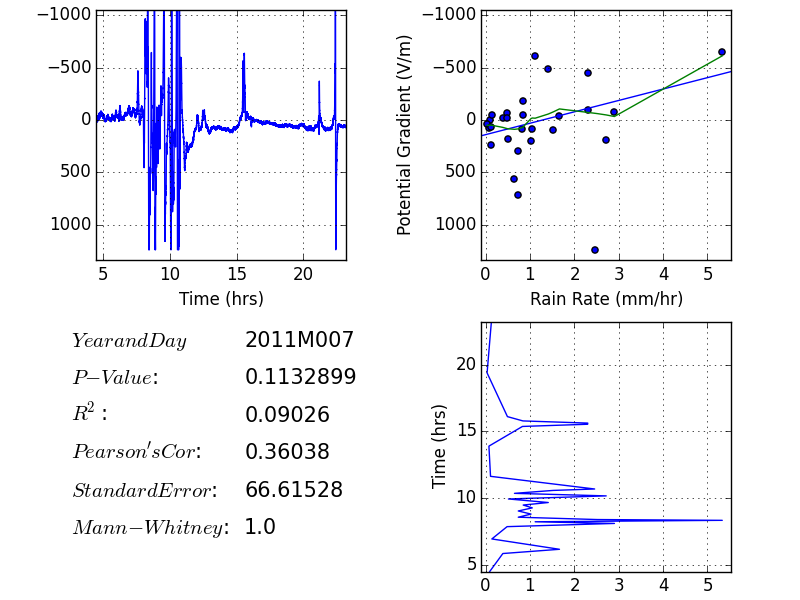 −1000
−500
0
500
1000
5 10 15 20
Time (hrs)
Potential Gradient (V/m)
−1000
−500
0
500
1000
0 1 2 3 4 5
Rain Rate (mm/hr)
YearandDay 2011M007
P−Value: 0.1132899
R² : 0.09026
Pearson'sCor: 0.36038
StandardError: 66.61528
Mann−Whitney: 1.0
Time (hrs)
20
15
10
5
0 1 2 3 4 5